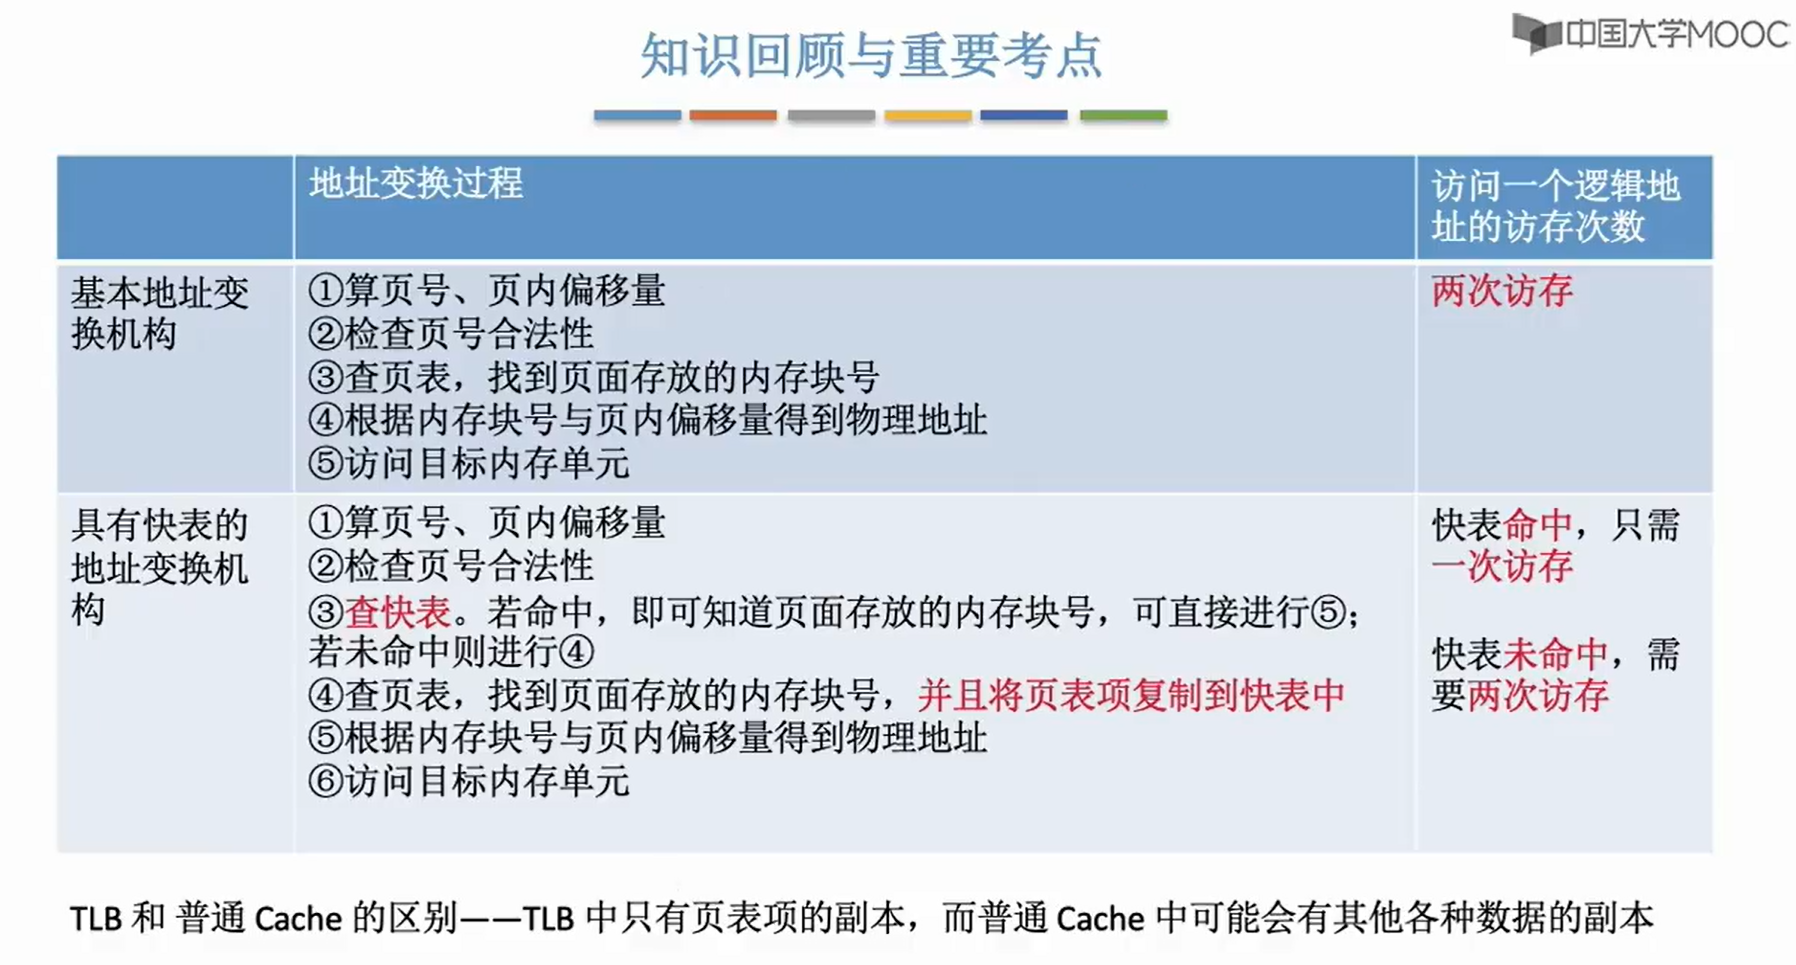 中国大学MOOC
知识回顾与重要考点
地址变换过程
访问一个逻辑地
址的访存次数
基本地址变
换机构
①算页号、页内偏移量
②检查页号合法性
③查页表，找到页面存放的内存块号
④根据内存块号与页内偏移量得到物理地址
⑤访问目标内存单元
两次访存
具有快表的
地址变换机
构
①算页号、页内偏移量
②检查页号合法性
③查快表。若命中，即可知道页面存放的内存块号，可直接进行⑤；
若未命中则进行④
④查页表，找到页面存放的内存块号，并且将页表项复制到快表中
⑤根据内存块号与页内偏移量得到物理地址
⑥访问目标内存单元
快表命中，只需
一次访存
快表未命中，需
要两次访存
TLB 和 普通 Cache 的区别——TLB 中只有页表项的副本，而普通 Cache 中可能会有其他各种数据的副本